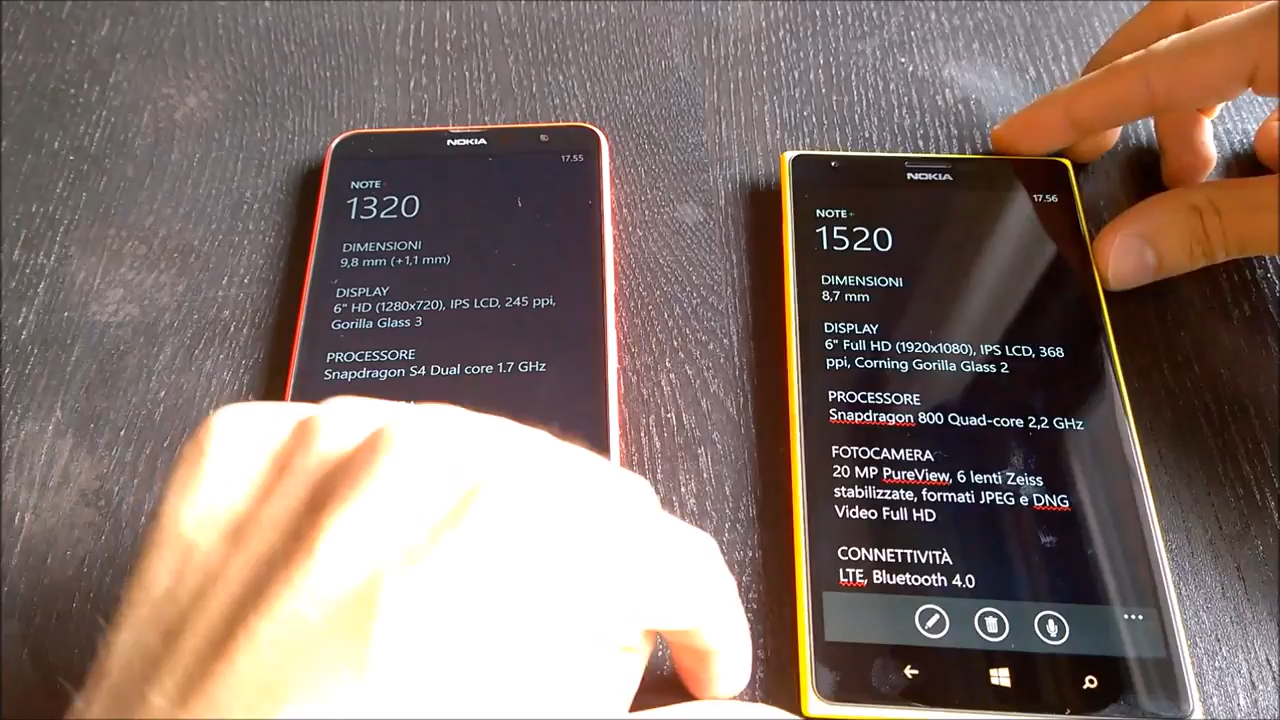 NOKIA
17.55
NOTE
1320
DIMENSIONI
9,8 mm (+1,1 mm)
DISPLAY
6" HD (1280x720), IPS LCD, 245 ppi,
Gorilla Glass 3
PROCESSORE
Snapdragon S4 Dual core 1.7 GHz
NOKIA
17.56
NOTE+
1520
DIMENSIONI
8,7 mm
DISPLAY
6" Full HD (1920x1080), IPS LCD, 368
ppi, Corning Gorilla Glass 2
PROCESSORE
Snapdragon 800 Quad-core 2,2 GHz
FOTOCAMERA
20 MP PureView, 6 lenti Zeiss
stabilizzate, formati JPEG e DNG
Video Full HD
CONNETTIVITÀ
LTE, Bluetooth 4.0